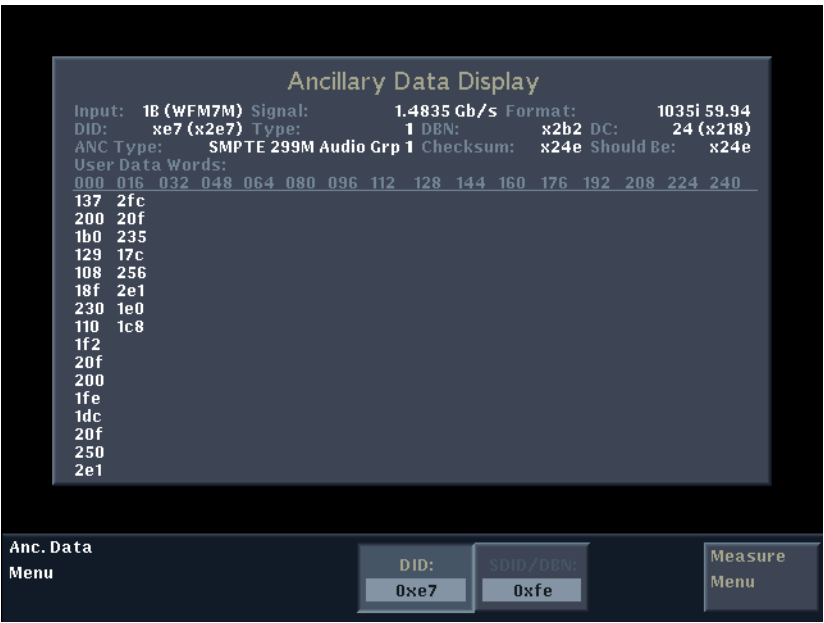 Ancillary Data Display
Input: 1B (WFM7M) Signal: 1.4835 Gb/s Format: 1035i 59.94
DID: xe7 (x2e7) Type: 1 DBN: x2b2 DC: 24 (x218)
ANC Type: SMPTE 299M Audio Grp 1 Checksum: x24e Should Be: x24e
User Data Words:
000 016 032 048 064 080 096 112 128 144 160 176 192 208 224 240
137 2fc
200 20f
1b0 235
129 17c
108 256
18f 2e1
230 1e0
110 1c8
1f2
20f
200
1fe
1dc
20f
250
2e1
Anc. Data
Menu
DID:
0xe7
SDID/DBN:
0xfe
Measure
Menu